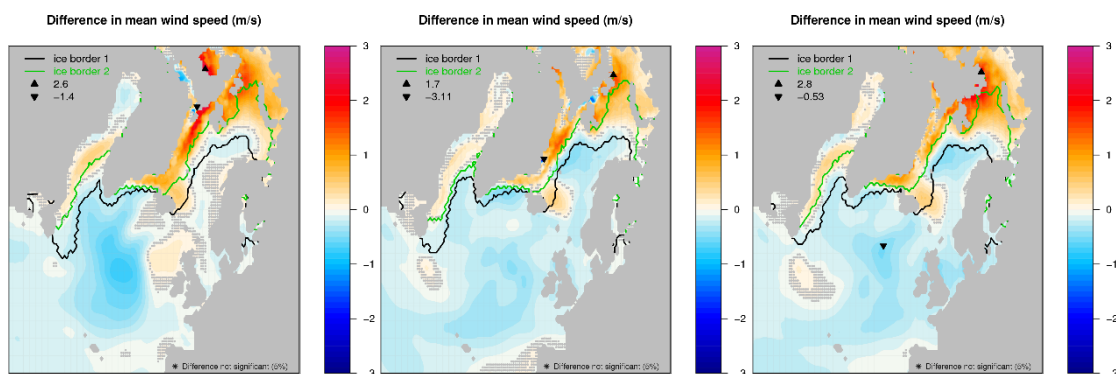 Difference in mean wind speed (m/s)
ice border 1
ice border 2
2.6
−1.4
✳ Difference not significant (5%)
3
2
1
0
−1
−2
−3
Difference in mean wind speed (m/s)
ice border 1
ice border 2
1.7
−3.11
✳ Difference not significant (5%)
3
2
1
0
−1
−2
−3
Difference in mean wind speed (m/s)
ice border 1
ice border 2
2.8
−0.53
✳ Difference not significant (5%)
3
2
1
0
−1
−2
−3